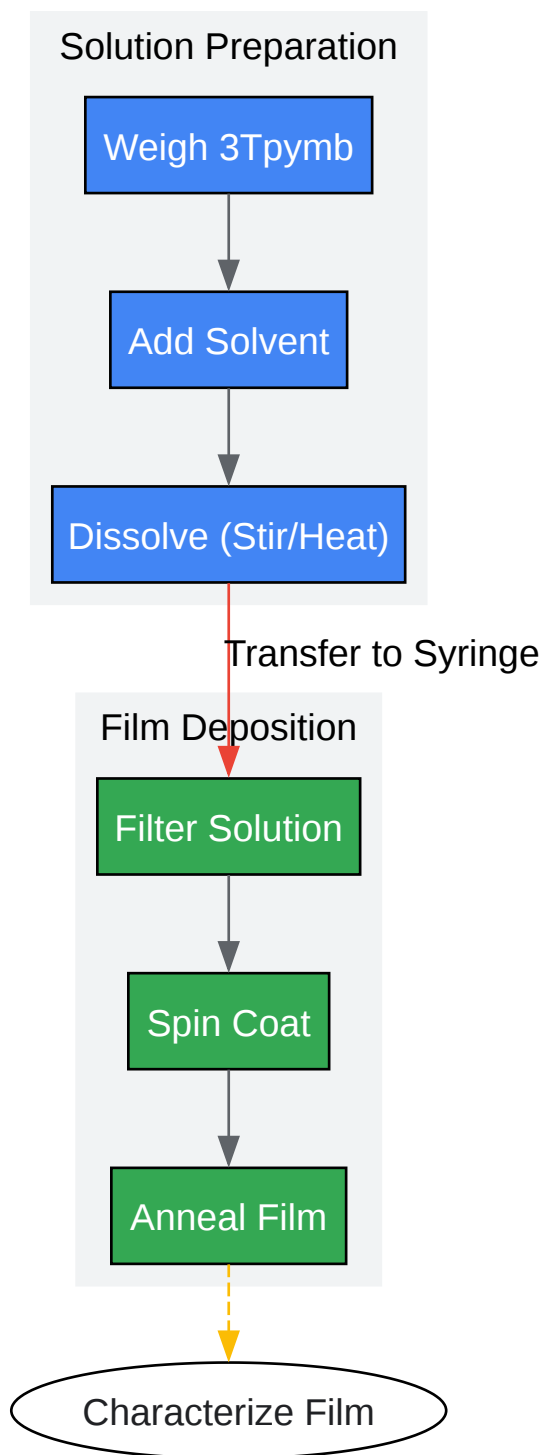 Solution Preparation
Weigh 3Tpymb
Add Solvent
Dissolve (Stir/Heat)
Transfer to Syringe
Film Deposition
Filter Solution
Spin Coat
Anneal Film
Characterize Film